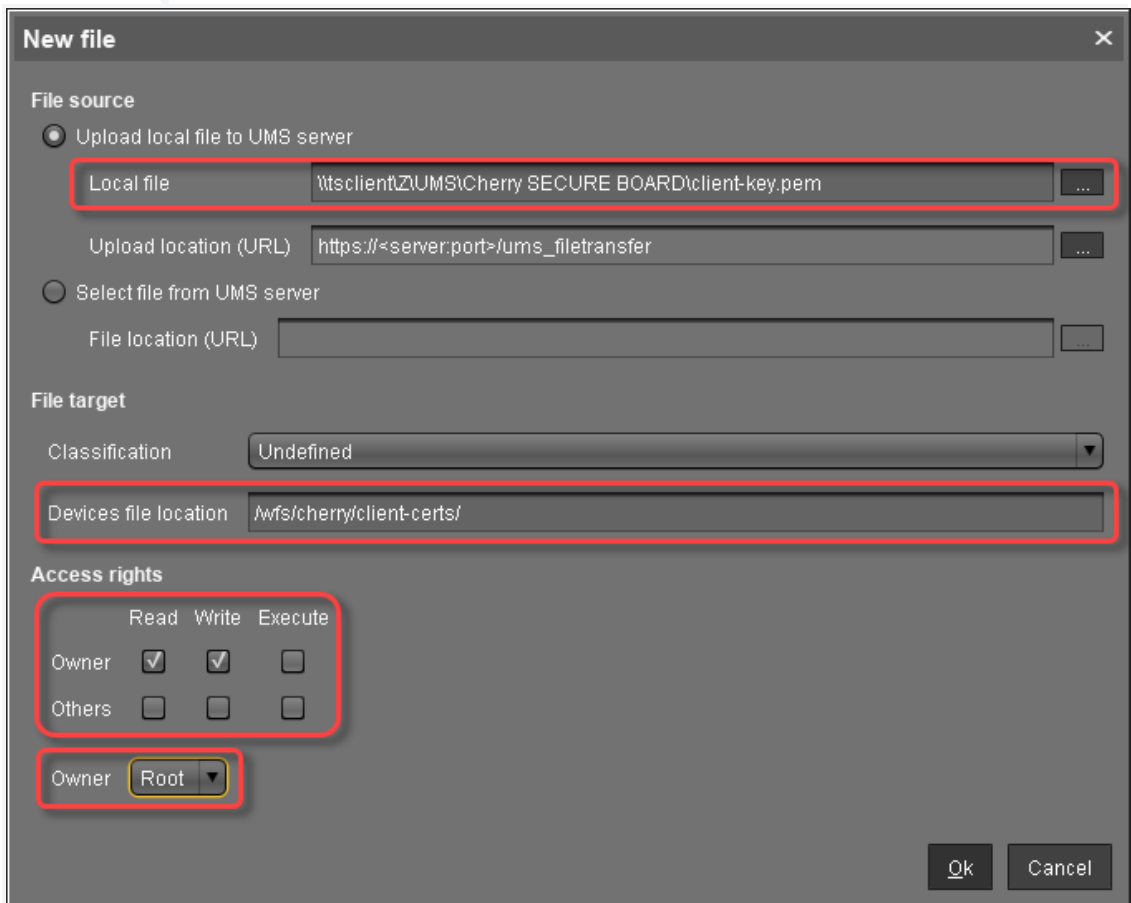 New file
File source
Upload local file to UMS server
Local file \\tsclient\Z\UMS\Cherry SECURE BOARD\client-key.pem ...
Upload location (URL) https://<server:port>/ums_filetransfer ...
Select file from UMS server
File location (URL) ...
File target
Classification Undefined
Devices file location /wfs/cherry/client-certs/
Access rights
Read Write Execute
Owner
Others
Owner Root
Ok Cancel